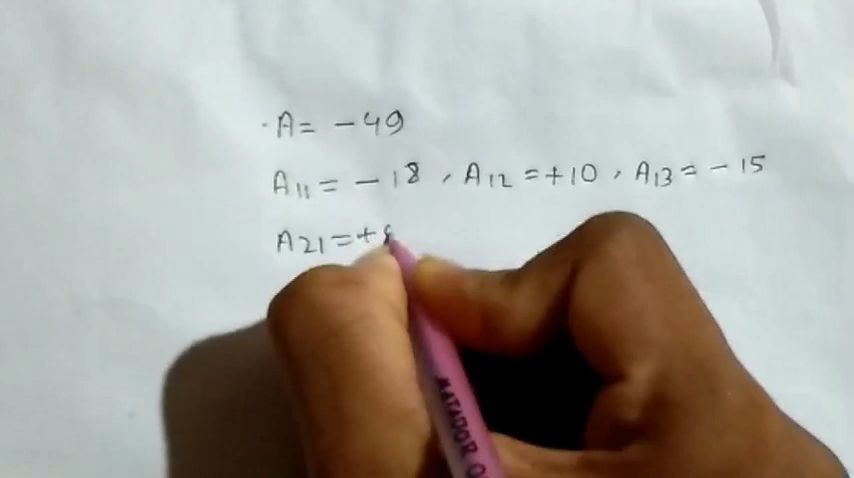 A = -49
A11 = -18, A12 = +10, A13 = -15
A21 = +
MATADOR